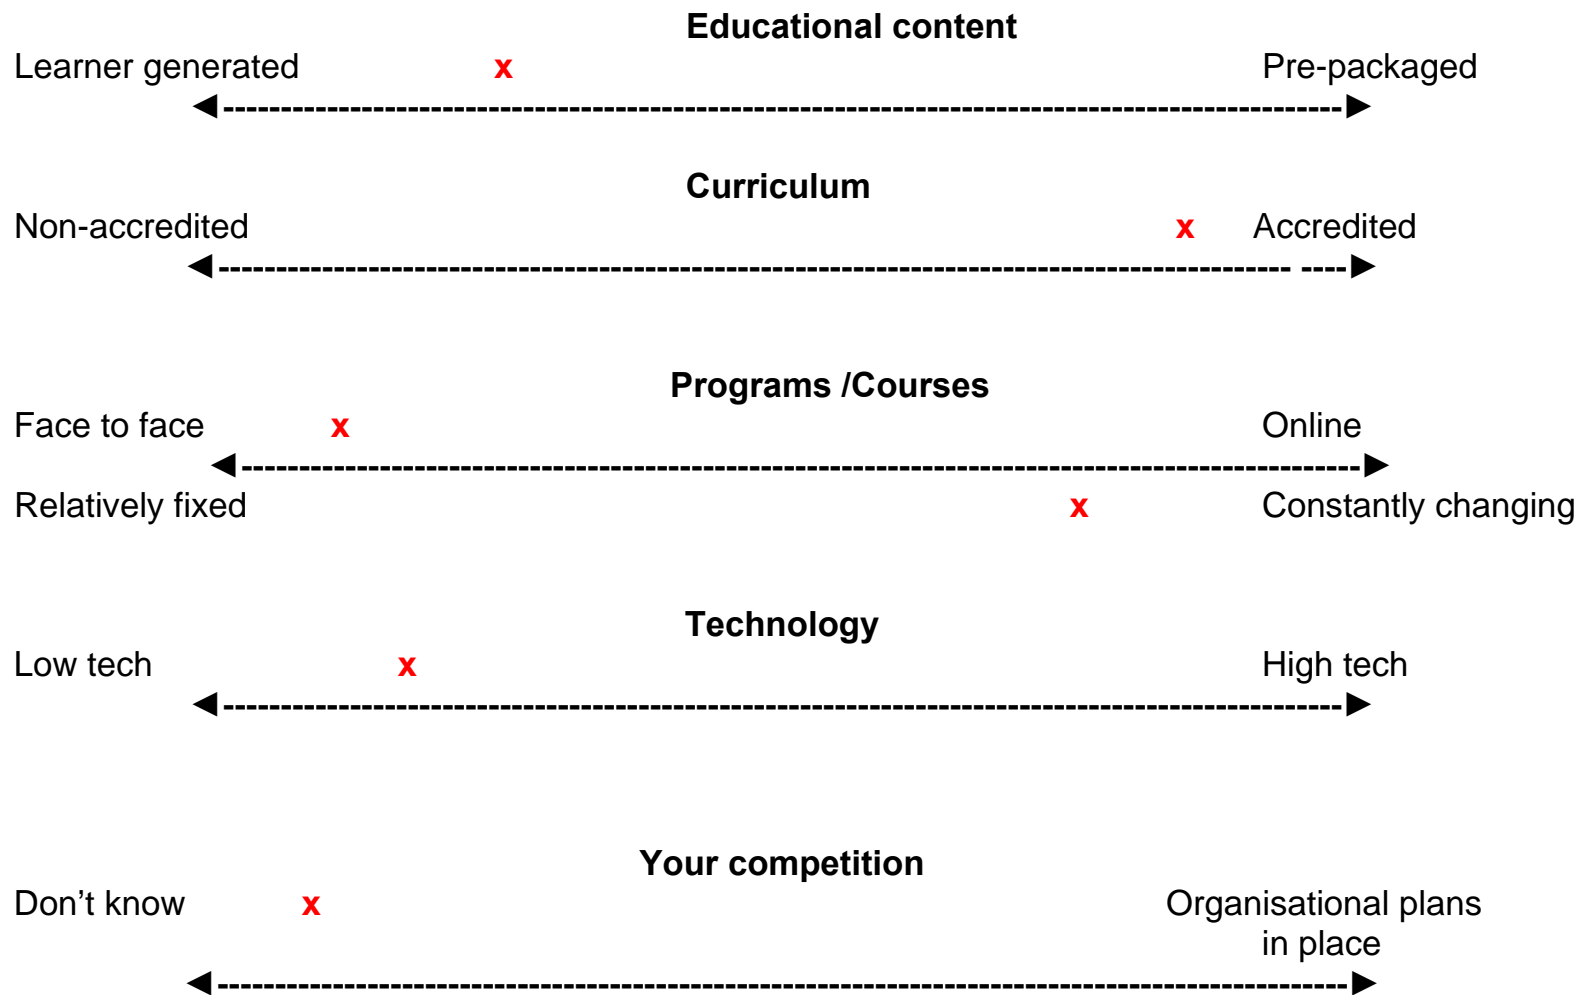 Educational content
Learner generated x Pre-packaged
◄-------------------------------------------------------------------------►
Curriculum
Non-accredited x Accredited
◄---------------------------------------------------------------------- ---►
Programs /Courses
Face to face x Online
◄-------------------------------------------------------------------------►
Relatively fixed x Constantly changing
Technology
Low tech x High tech
◄-------------------------------------------------------------------------►
Your competition
Don’t know x Organisational plans
in place
◄--------------------------------------------------------------------------►